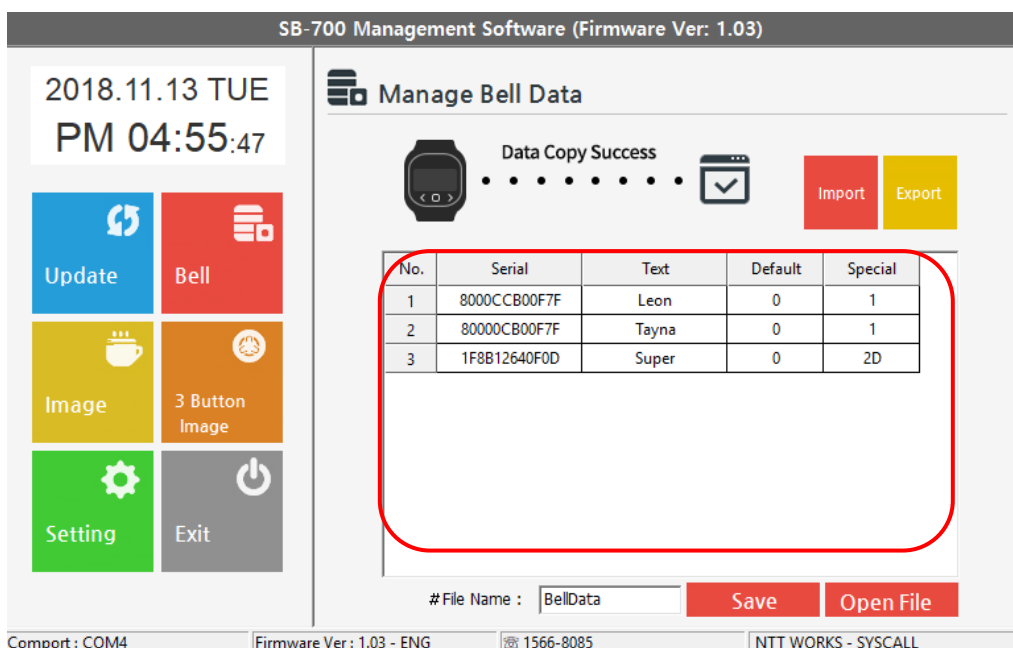 SB-700 Management Software (Firmware Ver: 1.03)
2018.11.13 TUE
PM 04:55:47
Update
Bell
Image
3 Button
Image
Setting
Exit
Manage Bell Data
Data Copy Success
Import
Export
No. Serial Text Default Special
1 8000CCB00F7F Leon 0 1
2 80000CB00F7F Tayna 0 1
3 1F8B12640F0D Super 0 2D
#File Name : BellData
Save
Open File
Comport : COM4
Firmware Ver : 1.03 - ENG
☏ 1566-8085
NTT WORKS - SYSCALL